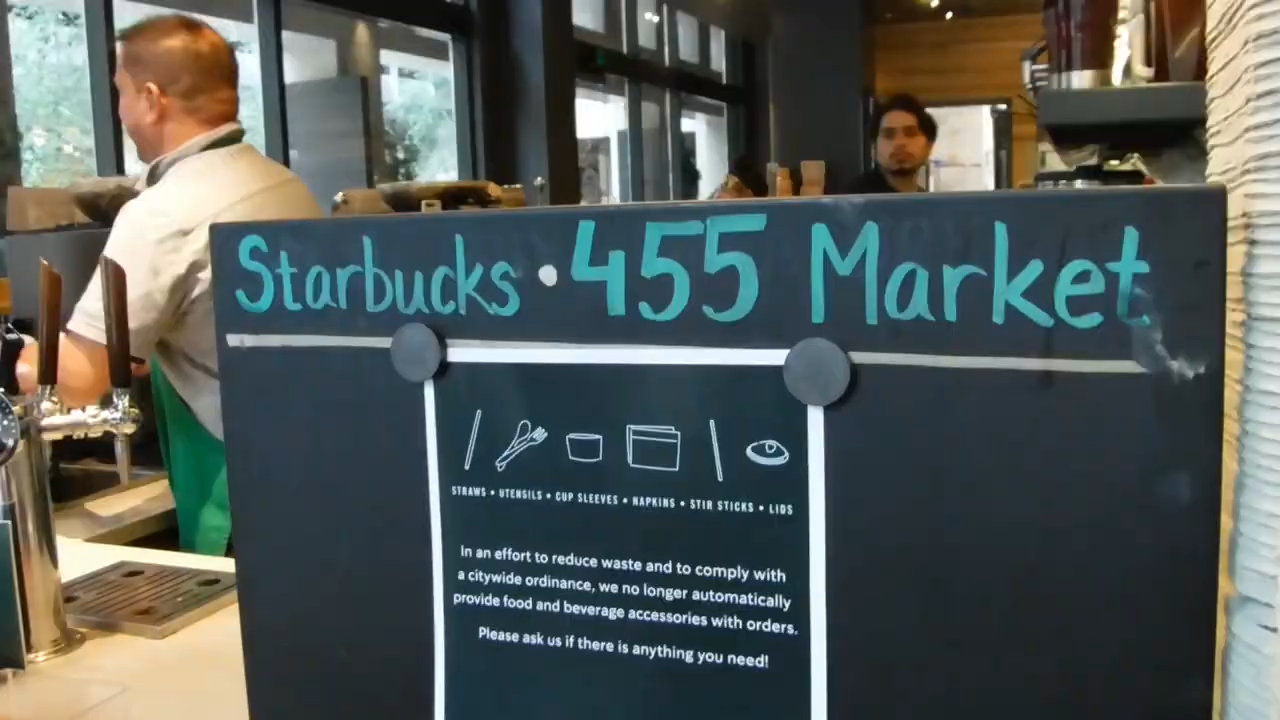 Starbucks • 455 Market
STRAWS • UTENSILS • CUP SLEEVES • NAPKINS • STIR STICKS • LIDS
In an effort to reduce waste and to comply with
a citywide ordinance, we no longer automatically
provide food and beverage accessories with orders.
Please ask us if there is anything you need!